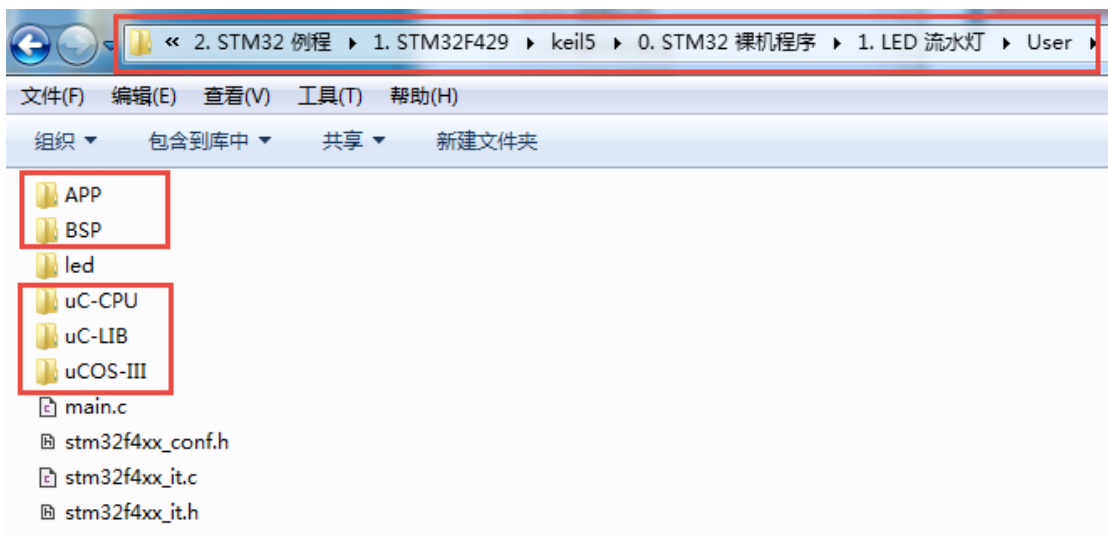 « 2. STM32 例程 ▸ 1. STM32F429 ▸ keil5 ▸ 0. STM32 裸机程序 ▸ 1. LED 流水灯 ▸ User ▸
文件(F) 编辑(E) 查看(V) 工具(T) 帮助(H)
组织 ▼ 包含到库中 ▼ 共享 ▼ 新建文件夹
APP
BSP
led
uC-CPU
uC-LIB
uCOS-III
main.c
stm32f4xx_conf.h
stm32f4xx_it.c
stm32f4xx_it.h